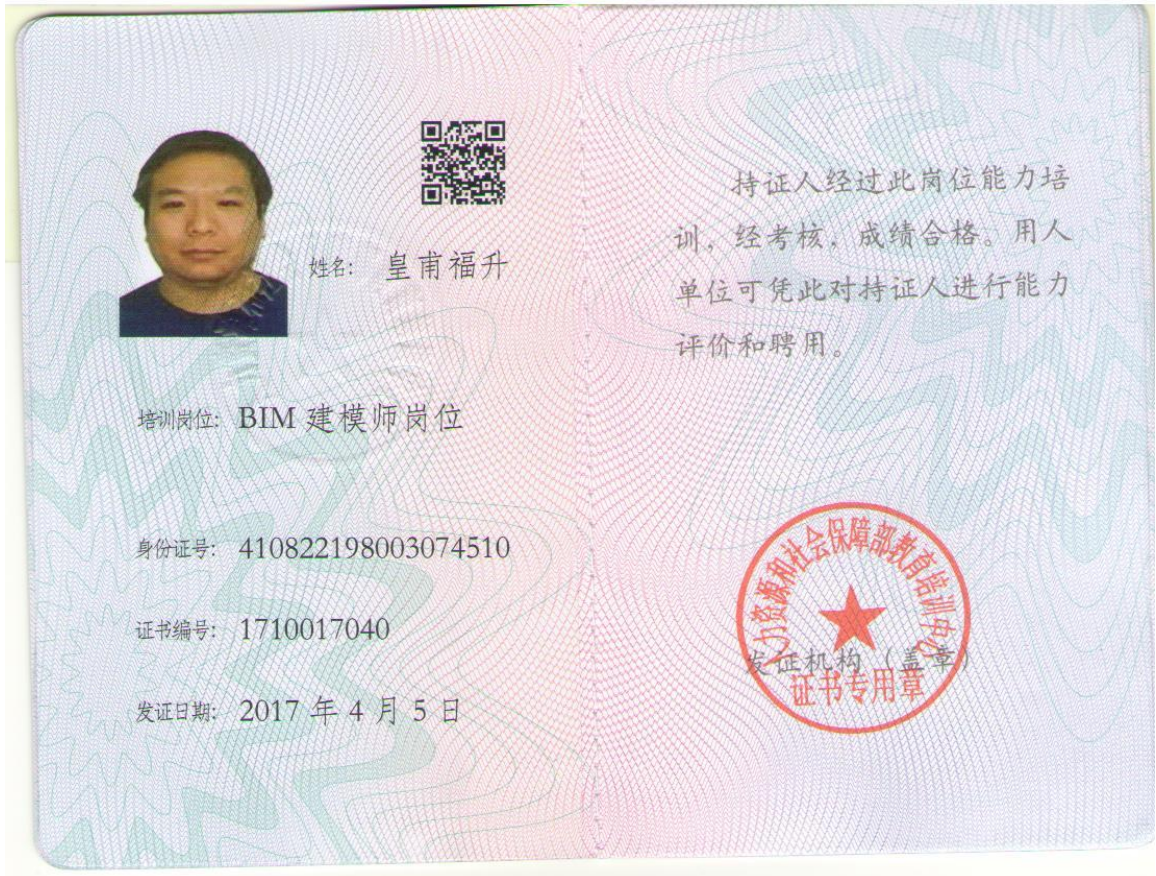 姓名: 皇甫福升
培训岗位: BIM 建模师岗位
身份证号: 410822198003074510
证书编号: 1710017040
发证日期: 2017 年 4 月 5 日
持证人经过此岗位能力培
训，经考核，成绩合格。用人
单位可凭此对持证人进行能力
评价和聘用。
人力资源和社会保障部教育培训中心
发证机构（盖章）
证书专用章